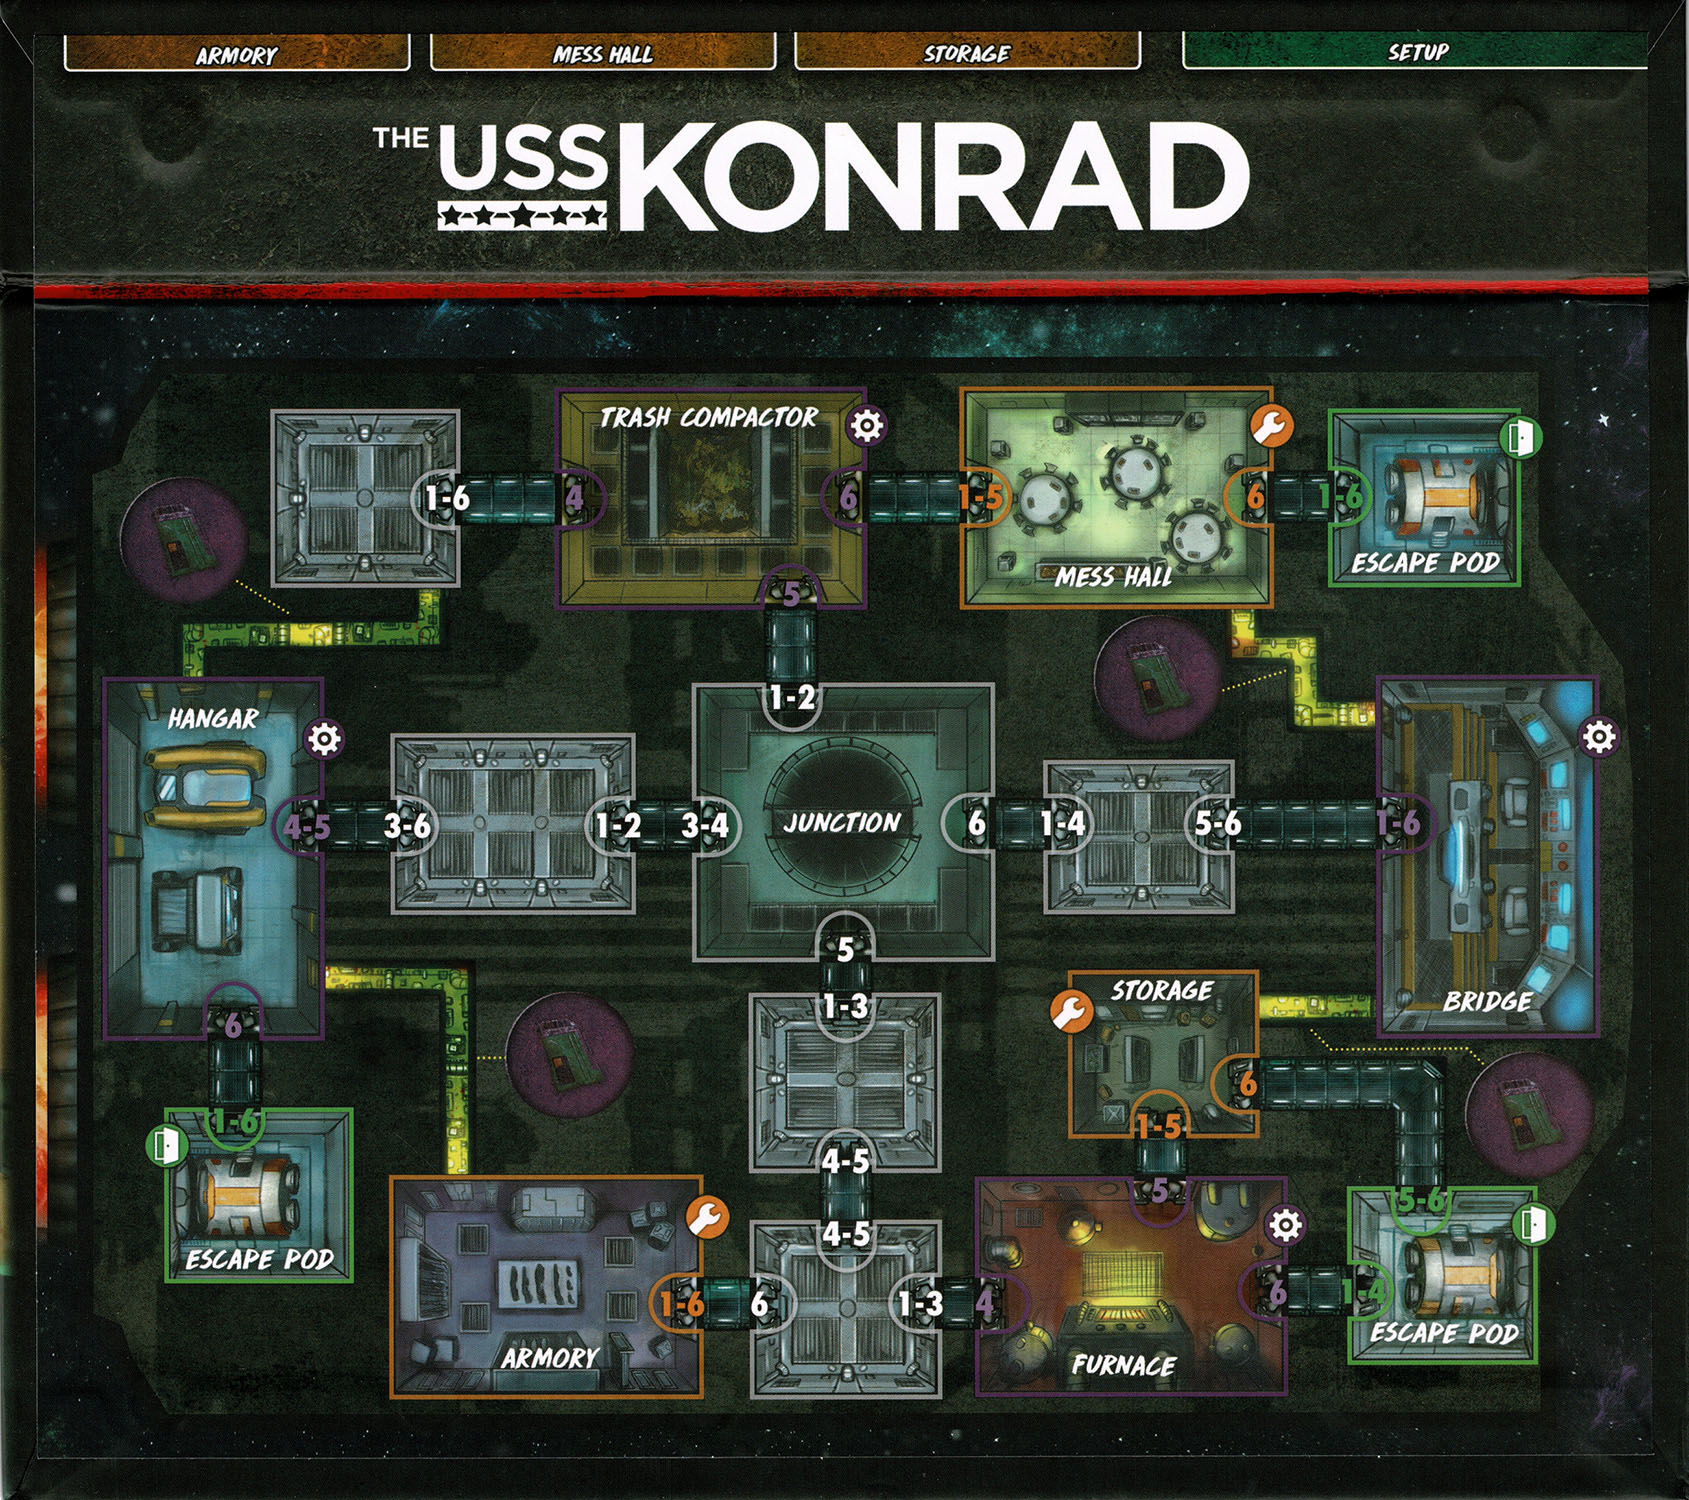 ARMORY
MESS HALL
STORAGE
SETUP
THE USS KONRAD
TRASH COMPACTOR
1-6
4
6
1-5
6
1-6
MESS HALL
ESCAPE POD
5
1-2
HANGAR
4-5
3-6
1-2
3-4
JUNCTION
6
1-4
5-6
1-6
5
1-3
STORAGE
BRIDGE
6
6
1-5
1-6
4-5
5
5-6
4-5
ESCAPE POD
1-6
6
1-3
4
6
1-4
ARMORY
FURNACE
ESCAPE POD